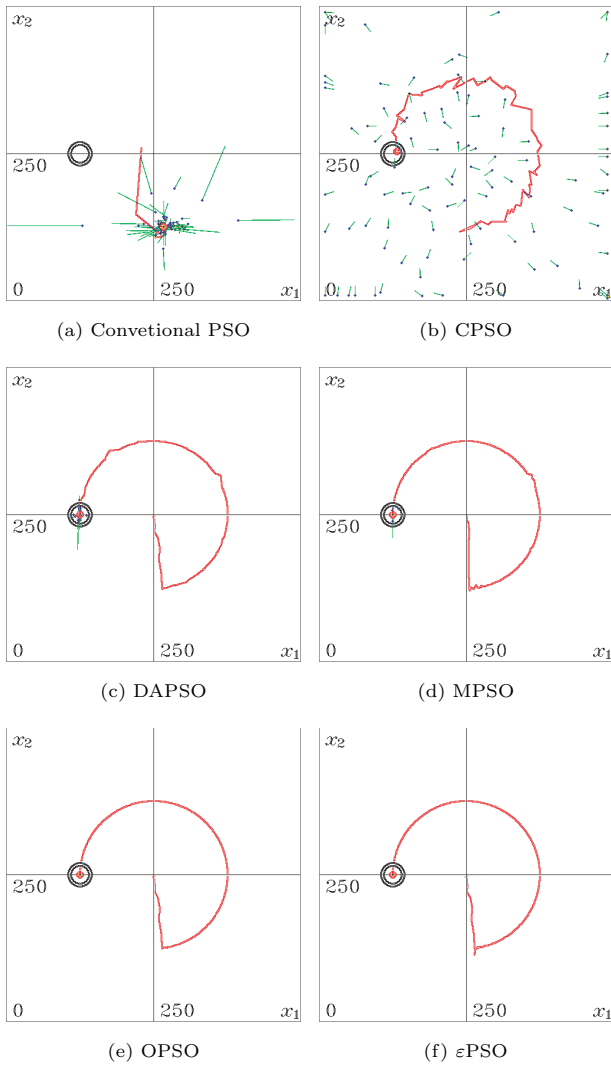 x₂ x₂
250 250
0 250 x₁ 0 250 x₁
(a) Convetional PSO (b) CPSO
x₂ x₂
250 250
0 250 x₁ 0 250 x₁
(c) DAPSO (d) MPSO
x₂ x₂
250 250
0 250 x₁ 0 250 x₁
(e) OPSO (f) εPSO